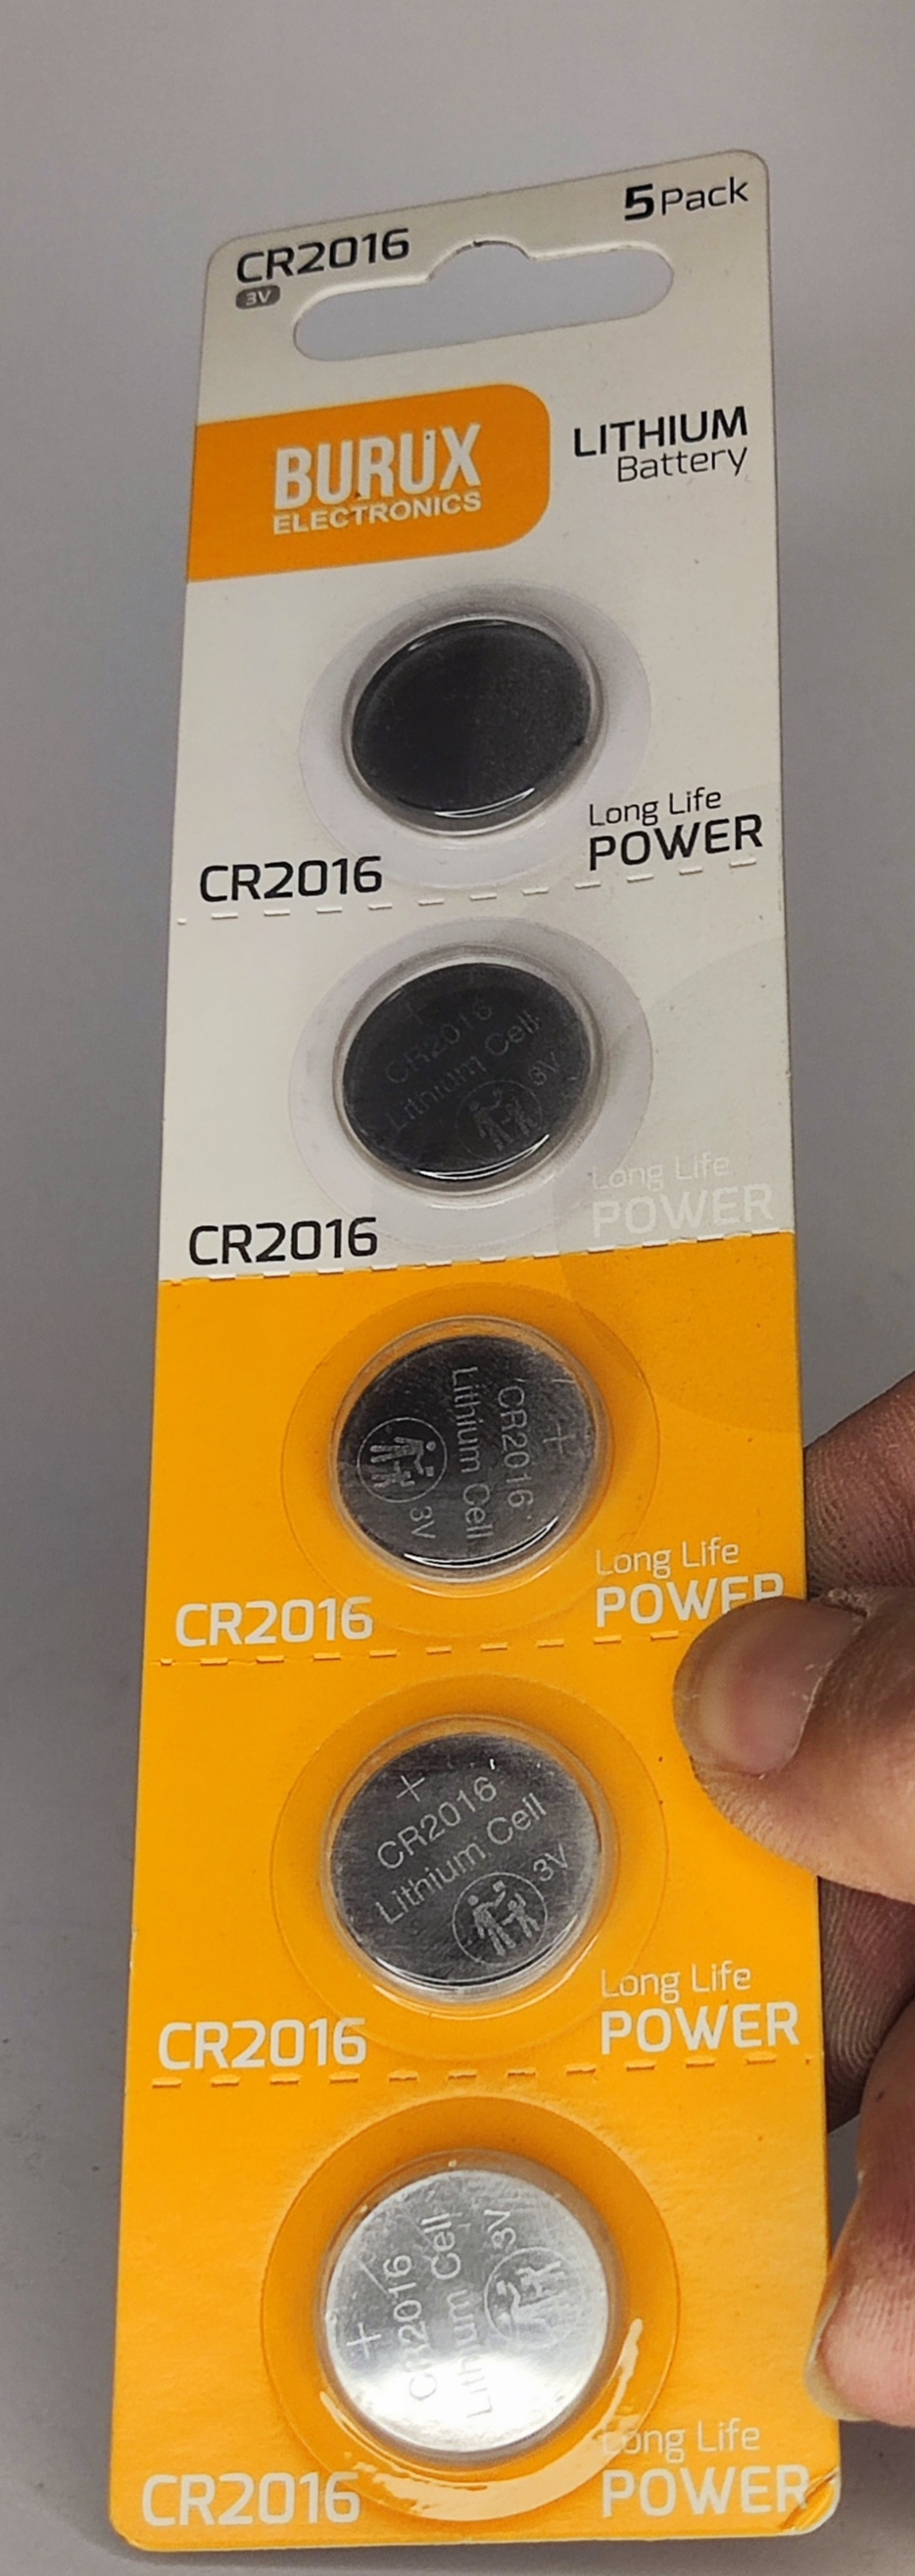 CR2016
3V
5 Pack
BURUX
ELECTRONICS
LITHIUM
Battery
Long Life
POWER
CR2016
+
CR2016
Lithium Cell
3V
Long Life
POWER
CR2016
+
CR2016
Lithium Cell
3V
Long Life
POWER
CR2016
+
CR2016
Lithium Cell
3V
Long Life
POWER
CR2016
+
CR2016
Lithium Cell
3V
Long Life
POWER
CR2016